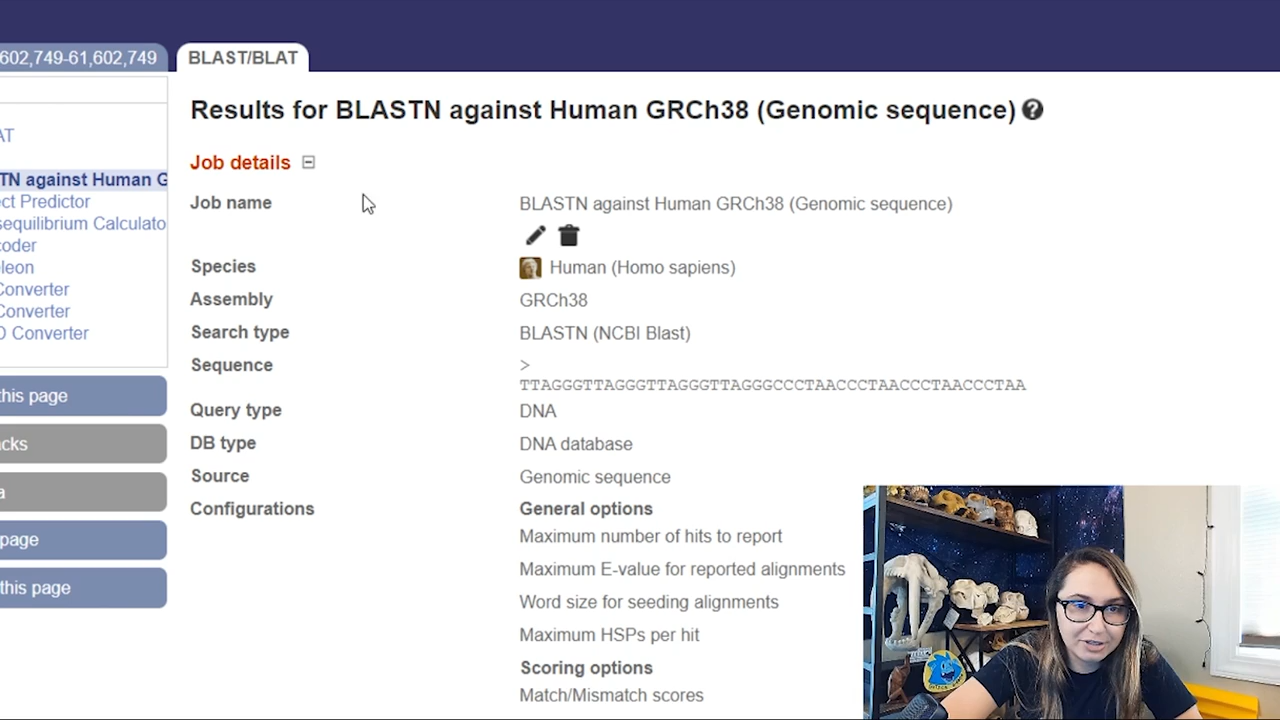 602,749-61,602,749
BLAST/BLAT
Results for BLASTN against Human GRCh38 (Genomic sequence) ?
AT
TN against Human G
ct Predictor
sequilibrium Calculato
coder
leon
Converter
Converter
D Converter
his page
cks
a
page
this page
Job details
Job name BLASTN against Human GRCh38 (Genomic sequence)
Species Human (Homo sapiens)
Assembly GRCh38
Search type BLASTN (NCBI Blast)
Sequence >
TTAGGGTTAGGGTTAGGGTTAGGGCCCTAACCCTAACCCTAACCCTAA
Query type DNA
DB type DNA database
Source Genomic sequence
Configurations General options
Maximum number of hits to report
Maximum E-value for reported alignments
Word size for seeding alignments
Maximum HSPs per hit
Scoring options
Match/Mismatch scores